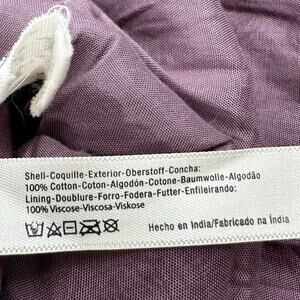 Shell-Coquille-Exterior-Oberstoff-Concha:
100% Cotton-Coton-Algodón-Cotone-Baumwolle-Algodão
Lining-Doublure-Forro-Fodera-Futter-Enfileirando:
100% Viscose-Viscosa-Viskose
Hecho en India/Fabricado na Índia